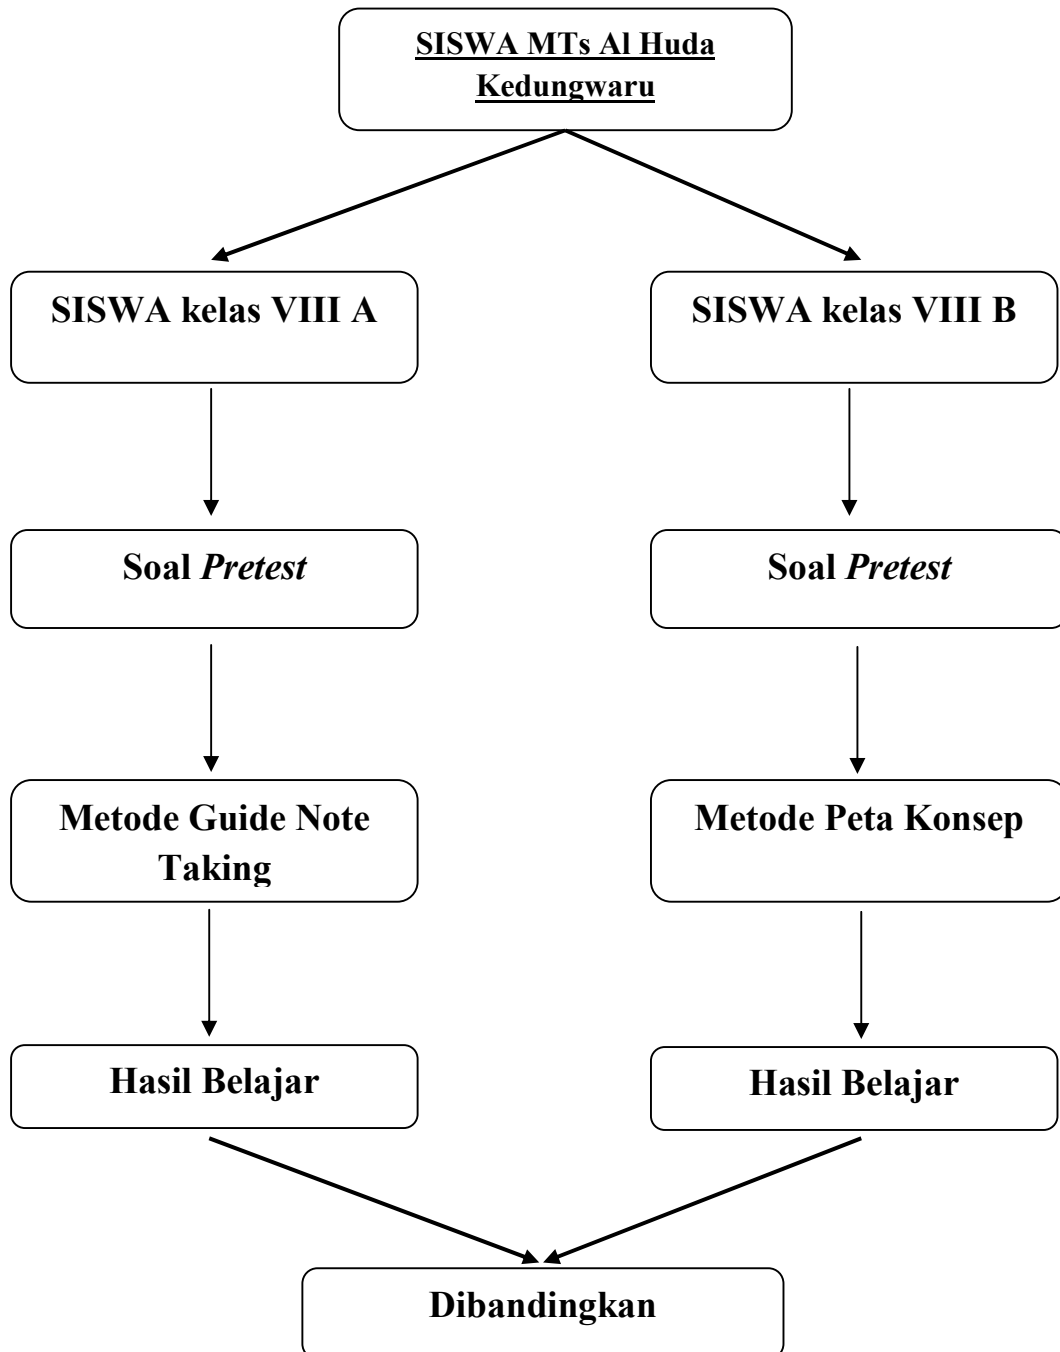 SISWA MTs Al Huda
Kedungwaru
SISWA kelas VIII A
SISWA kelas VIII B
Soal Pretest
Soal Pretest
Metode Guide Note
Taking
Metode Peta Konsep
Hasil Belajar
Hasil Belajar
Dibandingkan